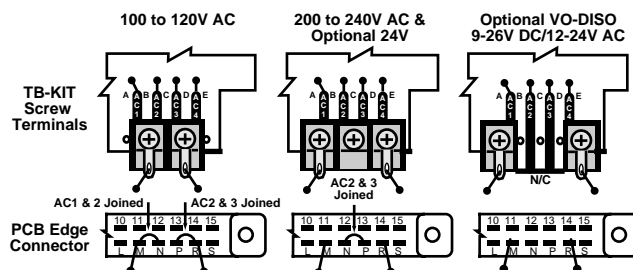 100 to 120V AC
200 to 240V AC &
Optional 24V
Optional VO-DISO
9-26V DC/12-24V AC
TB-KIT
Screw
Terminals
A B C D E
AC1 AC2 AC3 AC4
A B C D E
AC1 AC2 AC3 AC4
A B C D E
AC1 AC2 AC3 AC4
N/C
AC1 & 2 Joined
AC2 & 3 Joined
AC2 & 3
Joined
PCB Edge
Connector
10 11 12 13 14 15
L M N P R S
10 11 12 13 14 15
L M N P R S
10 11 12 13 14 15
L M N P R S